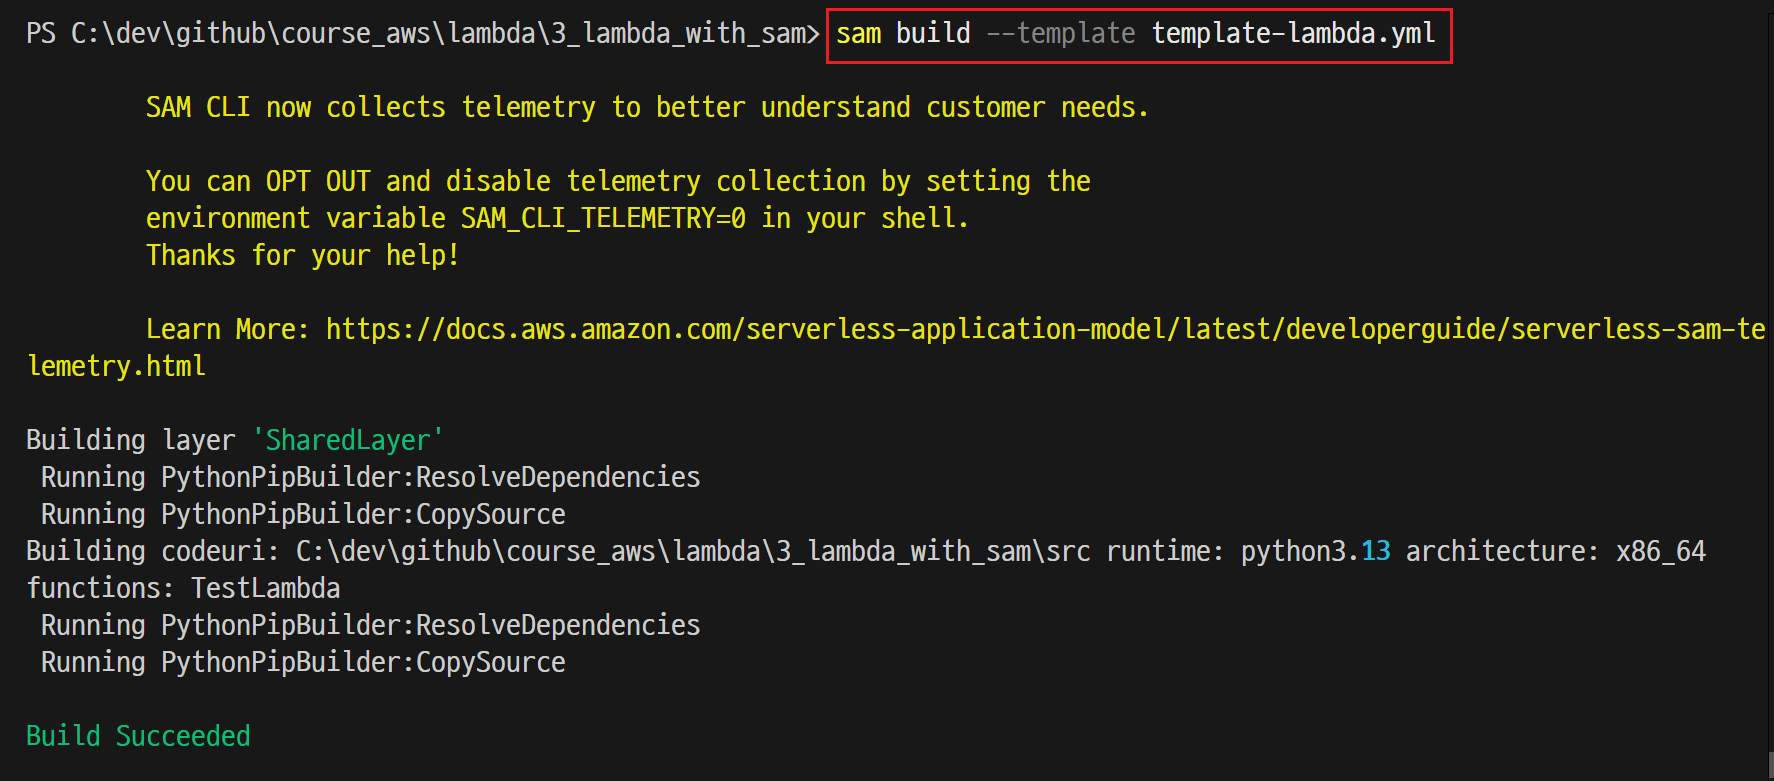 PS C:\dev\github\course_aws\lambda\3_lambda_with_sam> sam build --template template-lambda.yml
SAM CLI now collects telemetry to better understand customer needs.
You can OPT OUT and disable telemetry collection by setting the
environment variable SAM_CLI_TELEMETRY=0 in your shell.
Thanks for your help!
Learn More: https://docs.aws.amazon.com/serverless-application-model/latest/developerguide/serverless-sam-te
lemetry.html
Building layer 'SharedLayer'
Running PythonPipBuilder:ResolveDependencies
Running PythonPipBuilder:CopySource
Building codeuri: C:\dev\github\course_aws\lambda\3_lambda_with_sam\src runtime: python3.13 architecture: x86_64
functions: TestLambda
Running PythonPipBuilder:ResolveDependencies
Running PythonPipBuilder:CopySource
Build Succeeded